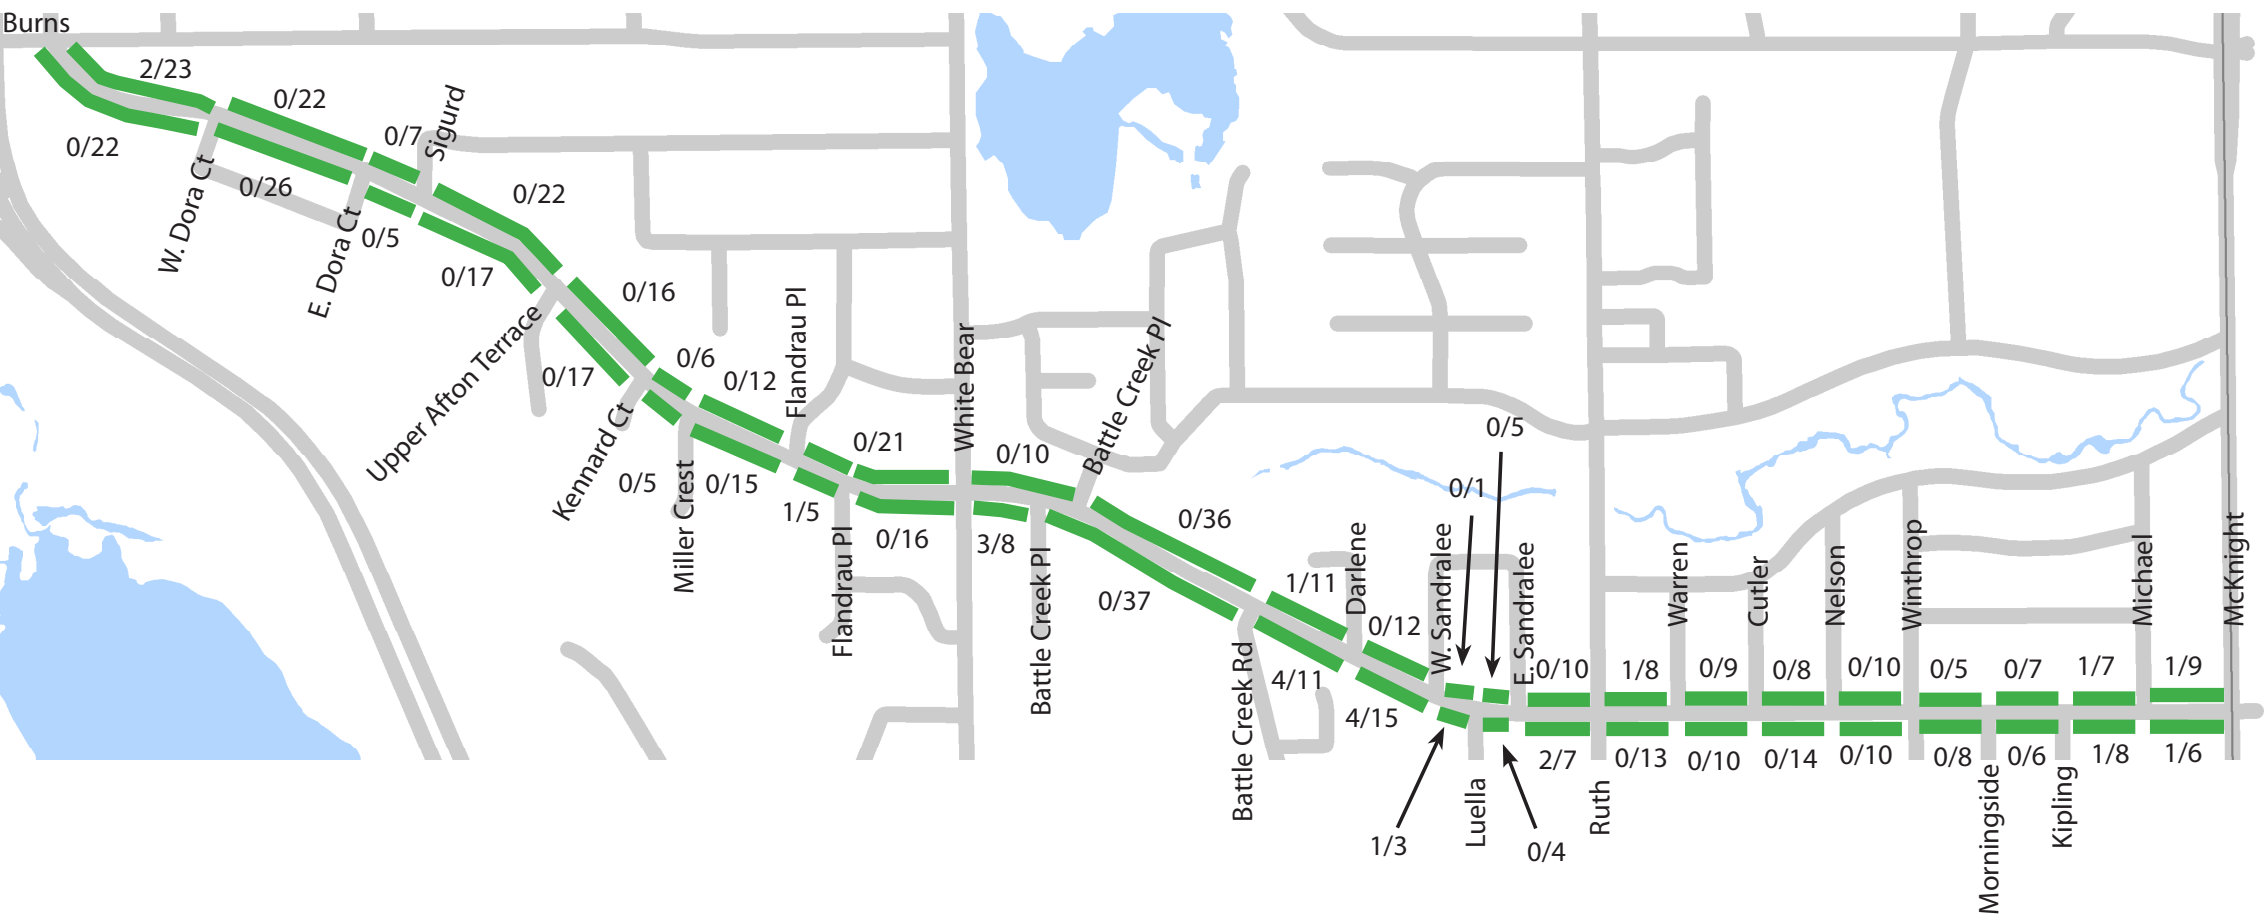 Burns
2/23
0/22
0/7
Sigurd
0/22
0/22
W. Dora Ct
0/26
E. Dora Ct
0/5
0/17
0/16
Upper Afton Terrace
0/17
0/6
0/12
Flandrau Pl
Kennard Ct
0/5
Miller Crest
0/15
1/5
Flandrau Pl
0/21
0/16
White Bear
3/8
0/10
Battle Creek Pl
Battle Creek Pl
0/36
0/37
Battle Creek Rd
1/11
4/11
Darlene
0/12
4/15
W. Sandralee
0/1
0/5
E. Sandralee
1/3
Luella
0/4
0/10
2/7
Ruth
1/8
0/13
Warren
0/9
0/10
Cutler
0/8
0/14
Nelson
0/10
0/10
Winthrop
0/5
0/8
Morningside
0/7
0/6
Kipling
1/7
1/8
Michael
1/9
1/6
McKnight